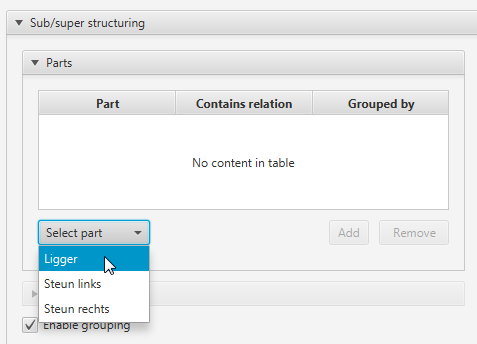 Sub/super structuring
Parts
Part Contains relation Grouped by
No content in table
Select part Add Remove
Ligger
Steun links
Steun rechts
Enable grouping